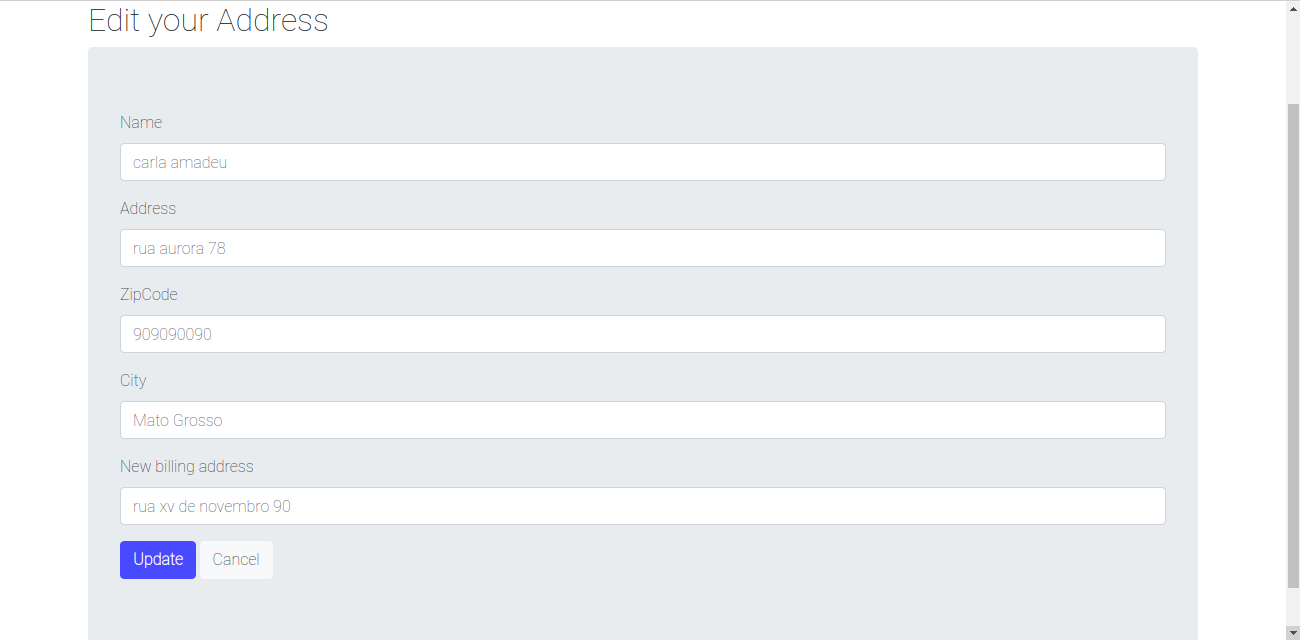 Edit your Address
Name
carla amadeu
Address
rua aurora 78
ZipCode
909090090
City
Mato Grosso
New billing address
rua xv de novembro 90
Update Cancel